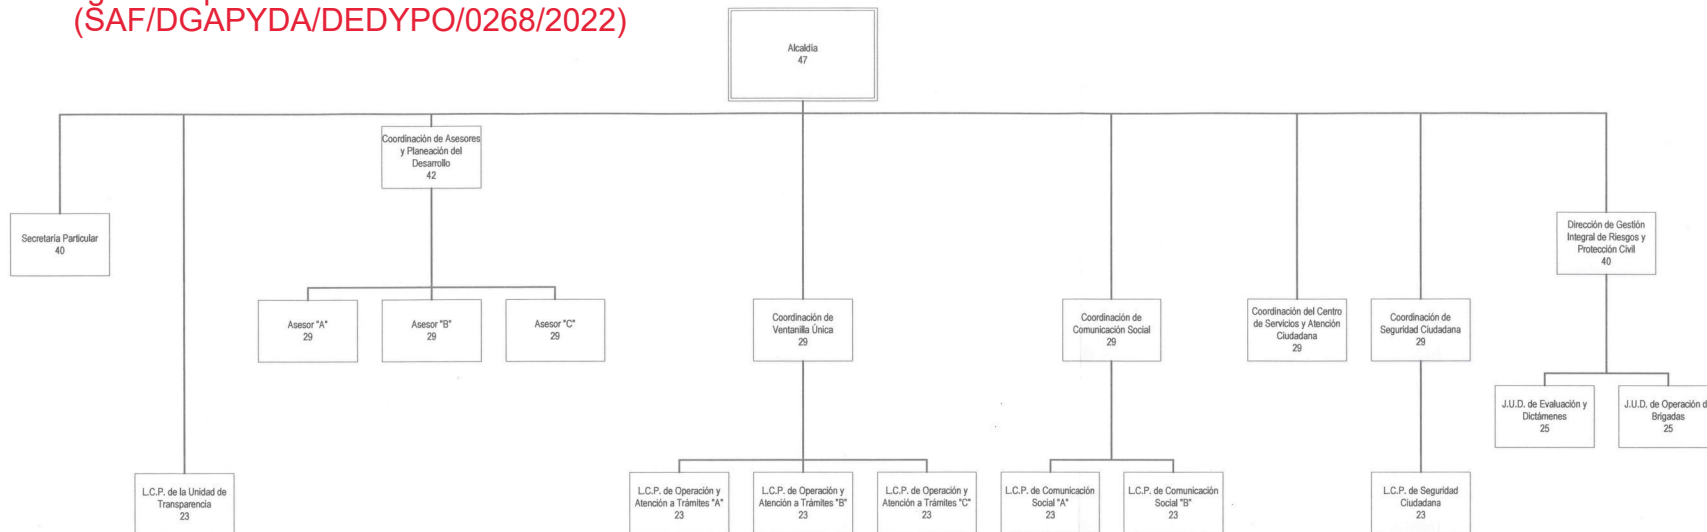 (SAF/DGAPYDA/DEDYPO/0268/2022)
Alcaldía
47
Coordinación de Asesores
y Planeación del
Desarrollo
42
Secretaría Particular
40
Dirección de Gestión
Integral de Riesgos y
Protección Civil
40
Asesor "A"
29
Asesor "B"
29
Asesor "C"
29
Coordinación de
Ventanilla Única
29
Coordinación de
Comunicación Social
29
Coordinación del Centro
de Servicios y Atención
Ciudadana
29
Coordinación de
Seguridad Ciudadana
29
J.U.D. de Evaluación y
Dictámenes
25
J.U.D. de Operación d
Brigadas
25
L.C.P. de la Unidad de
Transparencia
23
L.C.P. de Operación y
Atención a Trámites "A"
23
L.C.P. de Operación y
Atención a Trámites "B"
23
L.C.P. de Operación y
Atención a Trámites "C"
23
L.C.P. de Comunicación
Social "A"
23
L.C.P. de Comunicación
Social "B"
23
L.C.P. de Seguridad
Ciudadana
23